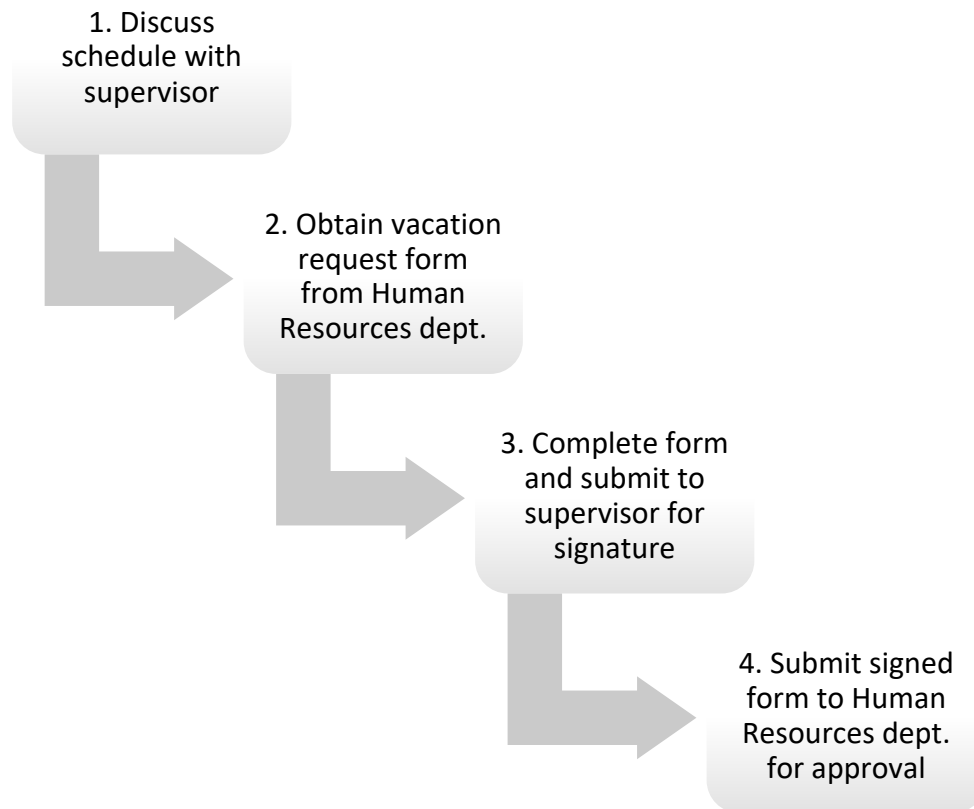 1. Discuss
schedule with
supervisor
2. Obtain vacation
request form
from Human
Resources dept.
3. Complete form
and submit to
supervisor for
signature
4. Submit signed
form to Human
Resources dept.
for approval